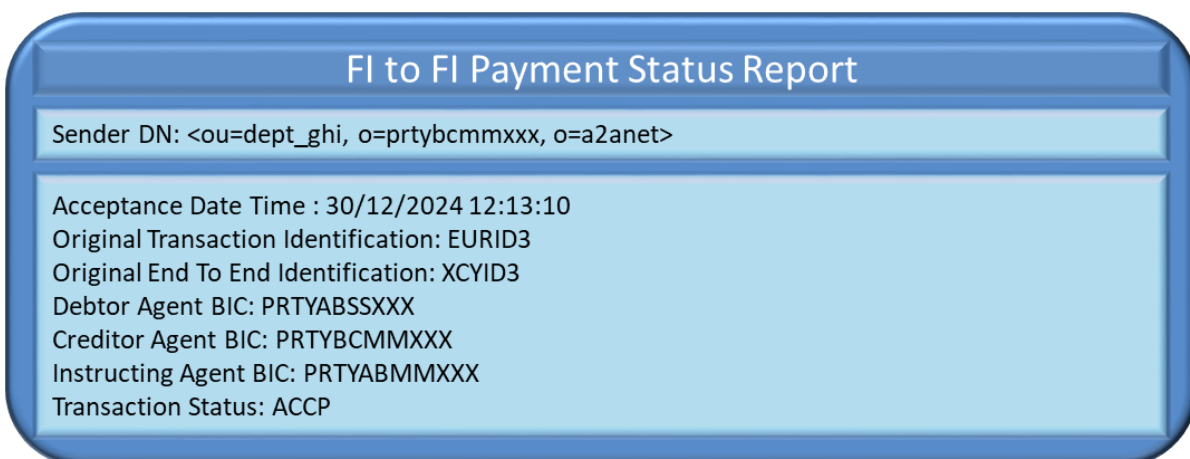 FI to FI Payment Status Report
Sender DN: <ou=dept_ghi, o=prtybcmmxxx, o=a2anet>
Acceptance Date Time : 30/12/2024 12:13:10
Original Transaction Identification: EURID3
Original End To End Identification: XCYID3
Debtor Agent BIC: PRTYABSSXXX
Creditor Agent BIC: PRTYBCMMXXX
Instructing Agent BIC: PRTYABMMXXX
Transaction Status: ACCP